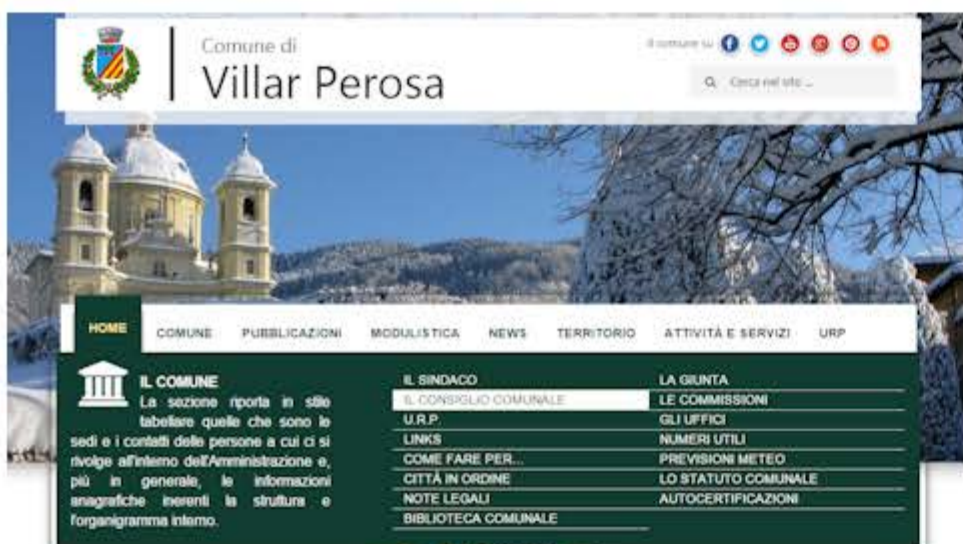 Comune di
Villar Perosa
Il comune su
Cerca nel sito ...
HOME
COMUNE
PUBBLICAZIONI
MODULISTICA
NEWS
TERRITORIO
ATTIVITÀ E SERVIZI
URP
IL COMUNE
La sezione riporta in stile
tabellare quelle che sono le
sedi e i contatti delle persone a cui ci si
rivolge all'interno dell'Amministrazione e,
più in generale, le informazioni
anagrafiche inerenti la struttura e
l'organigramma interno.
IL SINDACO
IL CONSIGLIO COMUNALE
U.R.P.
LINKS
COME FARE PER...
CITTÀ IN ORDINE
NOTE LEGALI
BIBLIOTECA COMUNALE
LA GIUNTA
LE COMMISSIONI
GLI UFFICI
NUMERI UTILI
PREVISIONI METEO
LO STATUTO COMUNALE
AUTOCERTIFICAZIONI